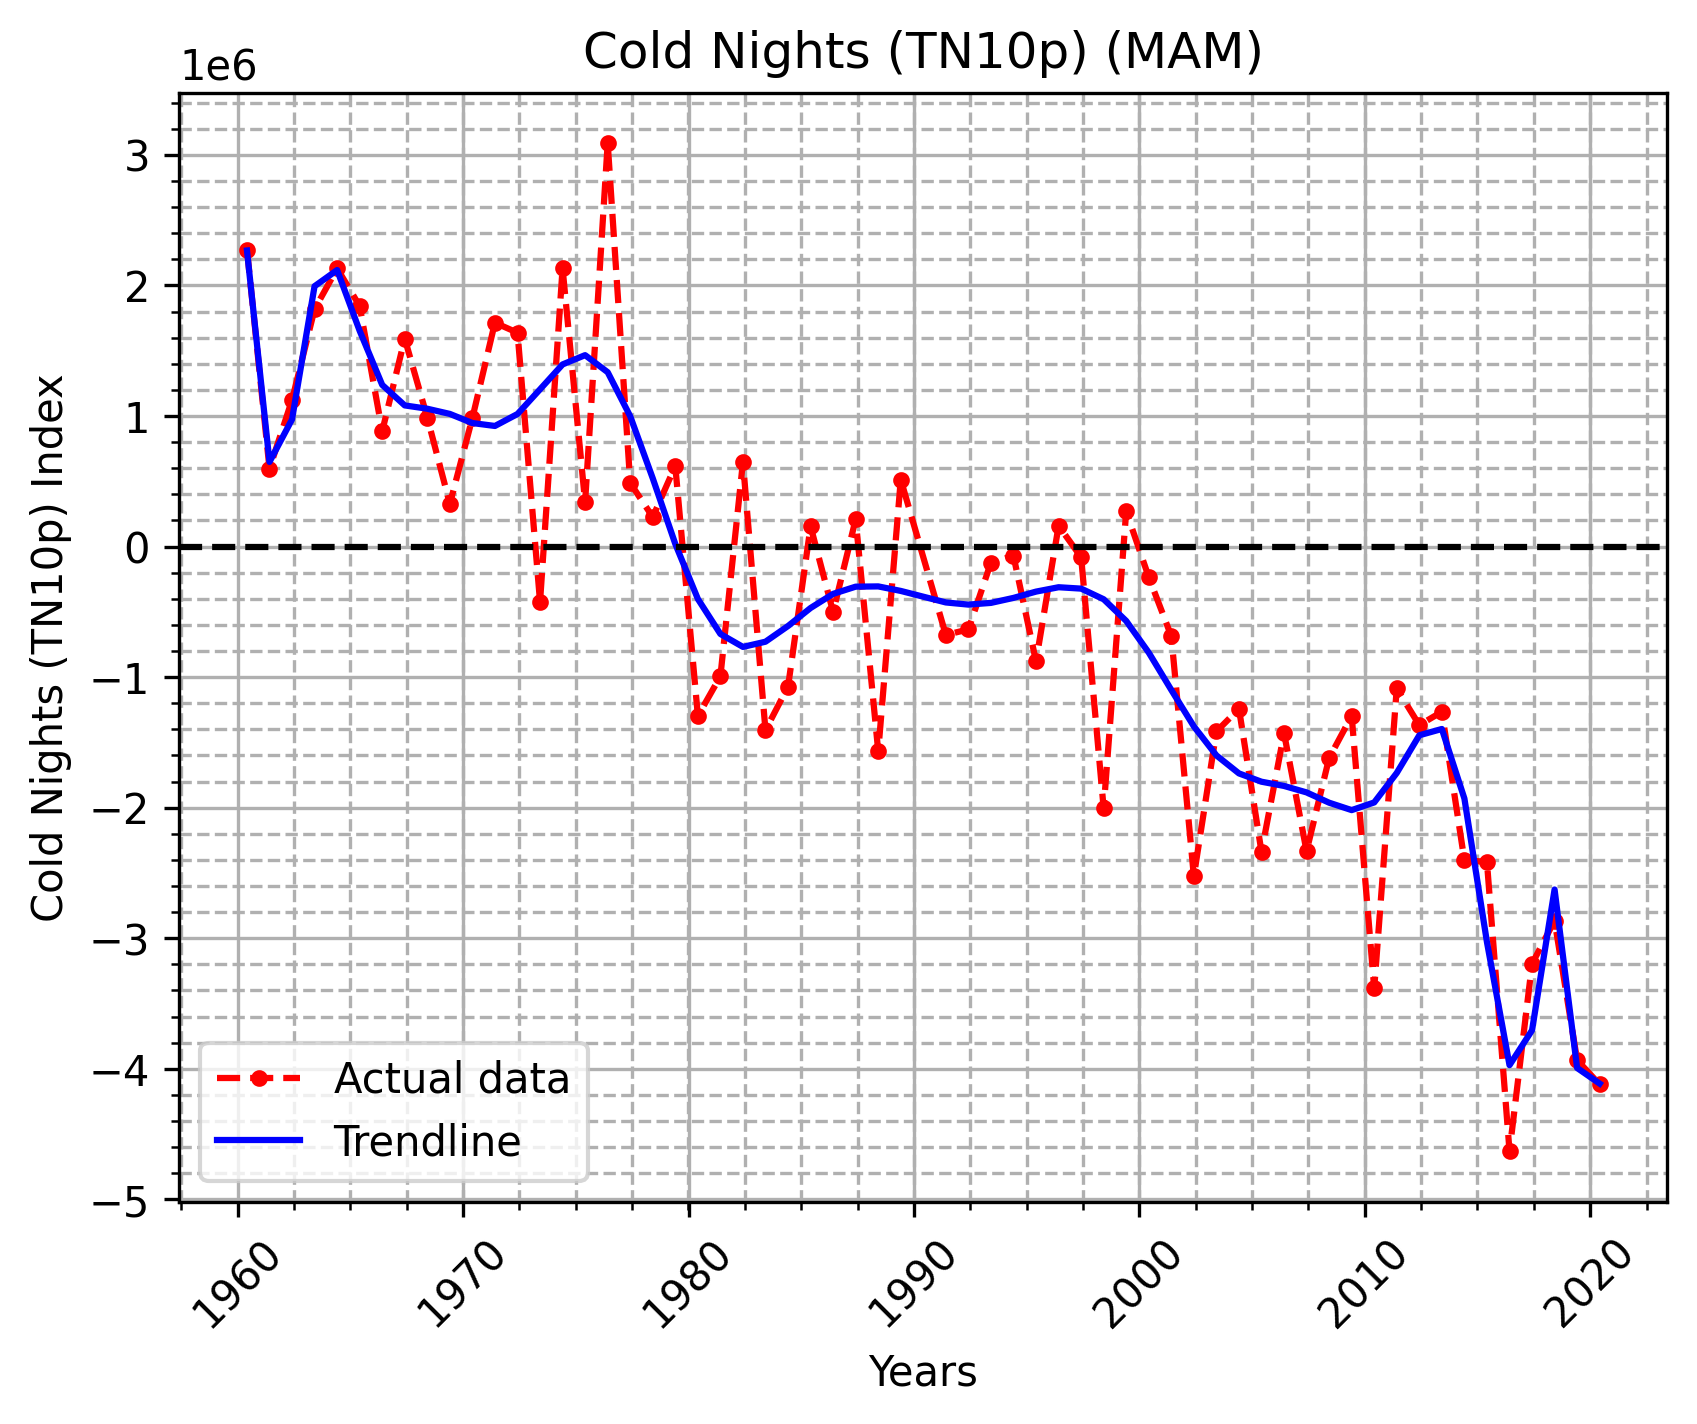 Cold Nights (TN10p) (MAM)
1e6
3
2
1
0
−1
−2
−3
−4
−5
Cold Nights (TN10p) Index
Actual data
Trendline
1960
1970
1980
1990
2000
2010
2020
Years